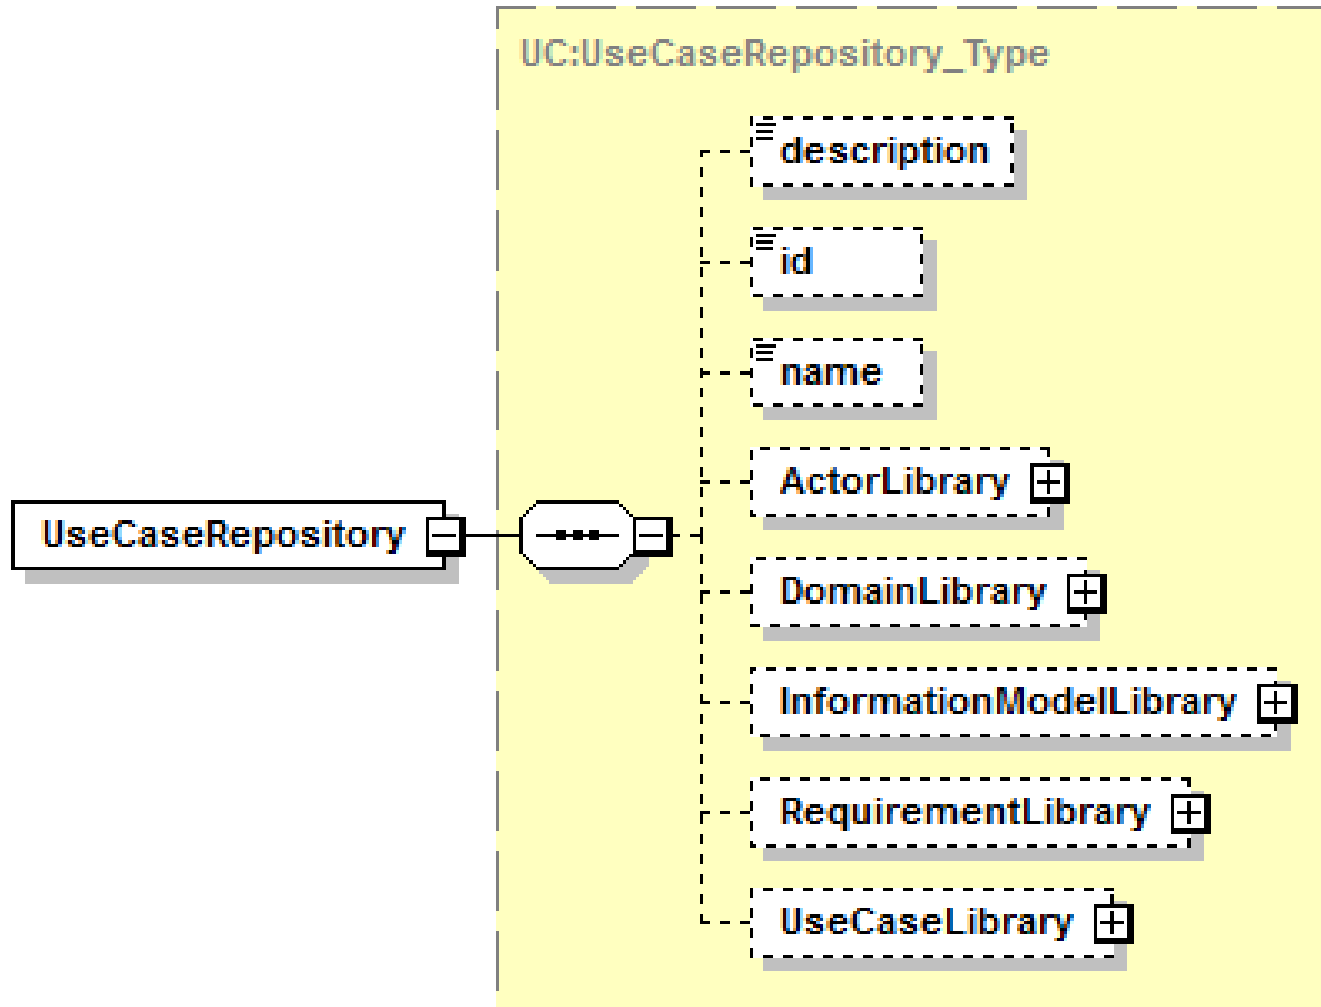 UC:UseCaseRepository_Type
description
id
name
ActorLibrary
UseCaseRepository
DomainLibrary
InformationModelLibrary
RequirementLibrary
UseCaseLibrary